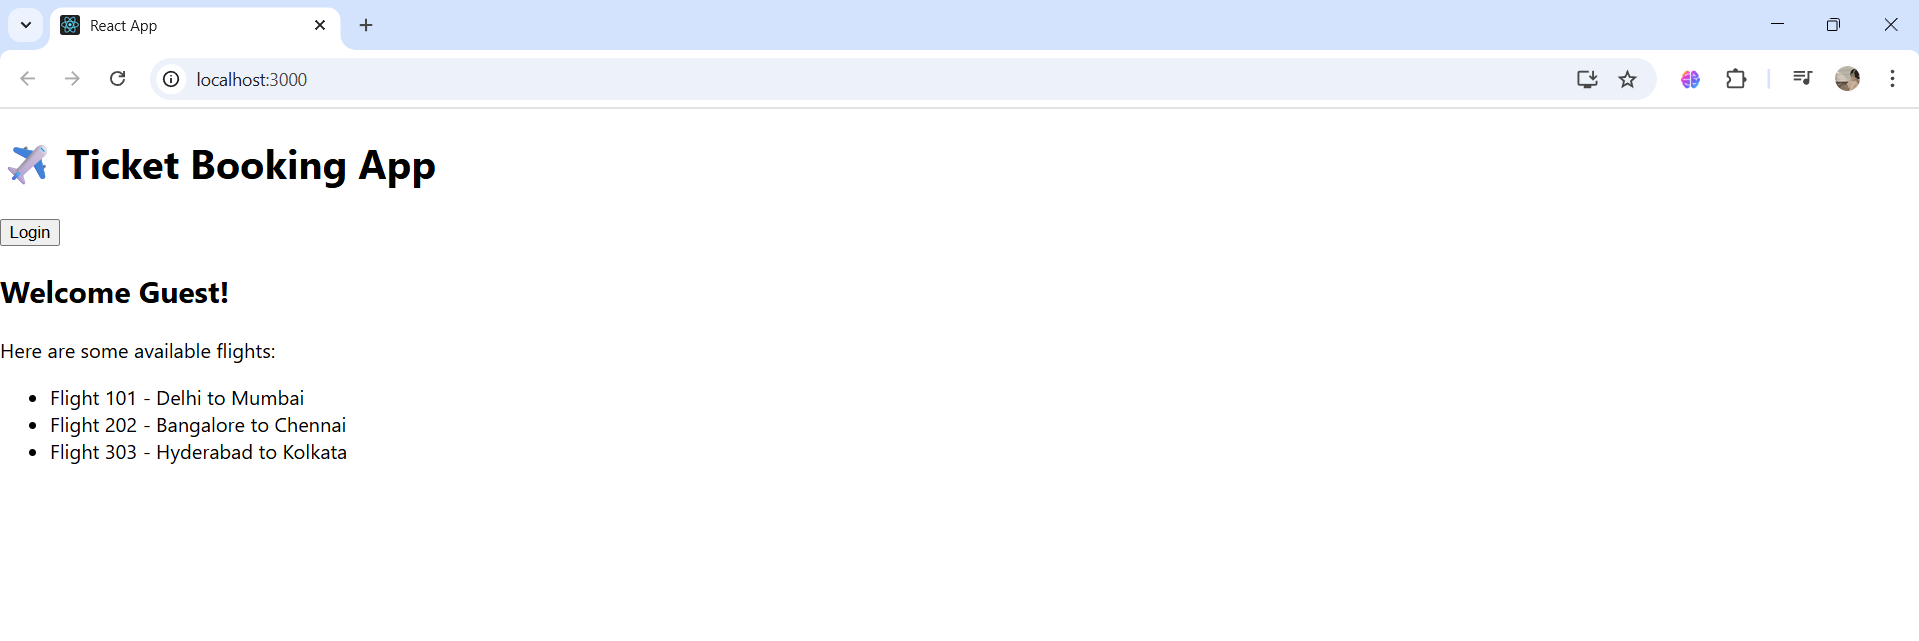 React App
localhost:3000
Ticket Booking App
Login
Welcome Guest!
Here are some available flights:
Flight 101 - Delhi to Mumbai
Flight 202 - Bangalore to Chennai
Flight 303 - Hyderabad to Kolkata